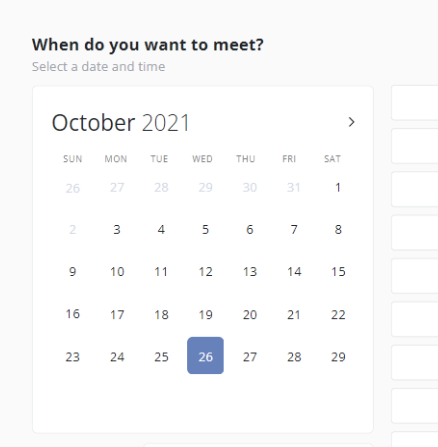 When do you want to meet?
Select a date and time
October 2021
SUN MON TUE WED THU FRI SAT
26 27 28 29 30 31 1
2 3 4 5 6 7 8
9 10 11 12 13 14 15
16 17 18 19 20 21 22
23 24 25 26 27 28 29